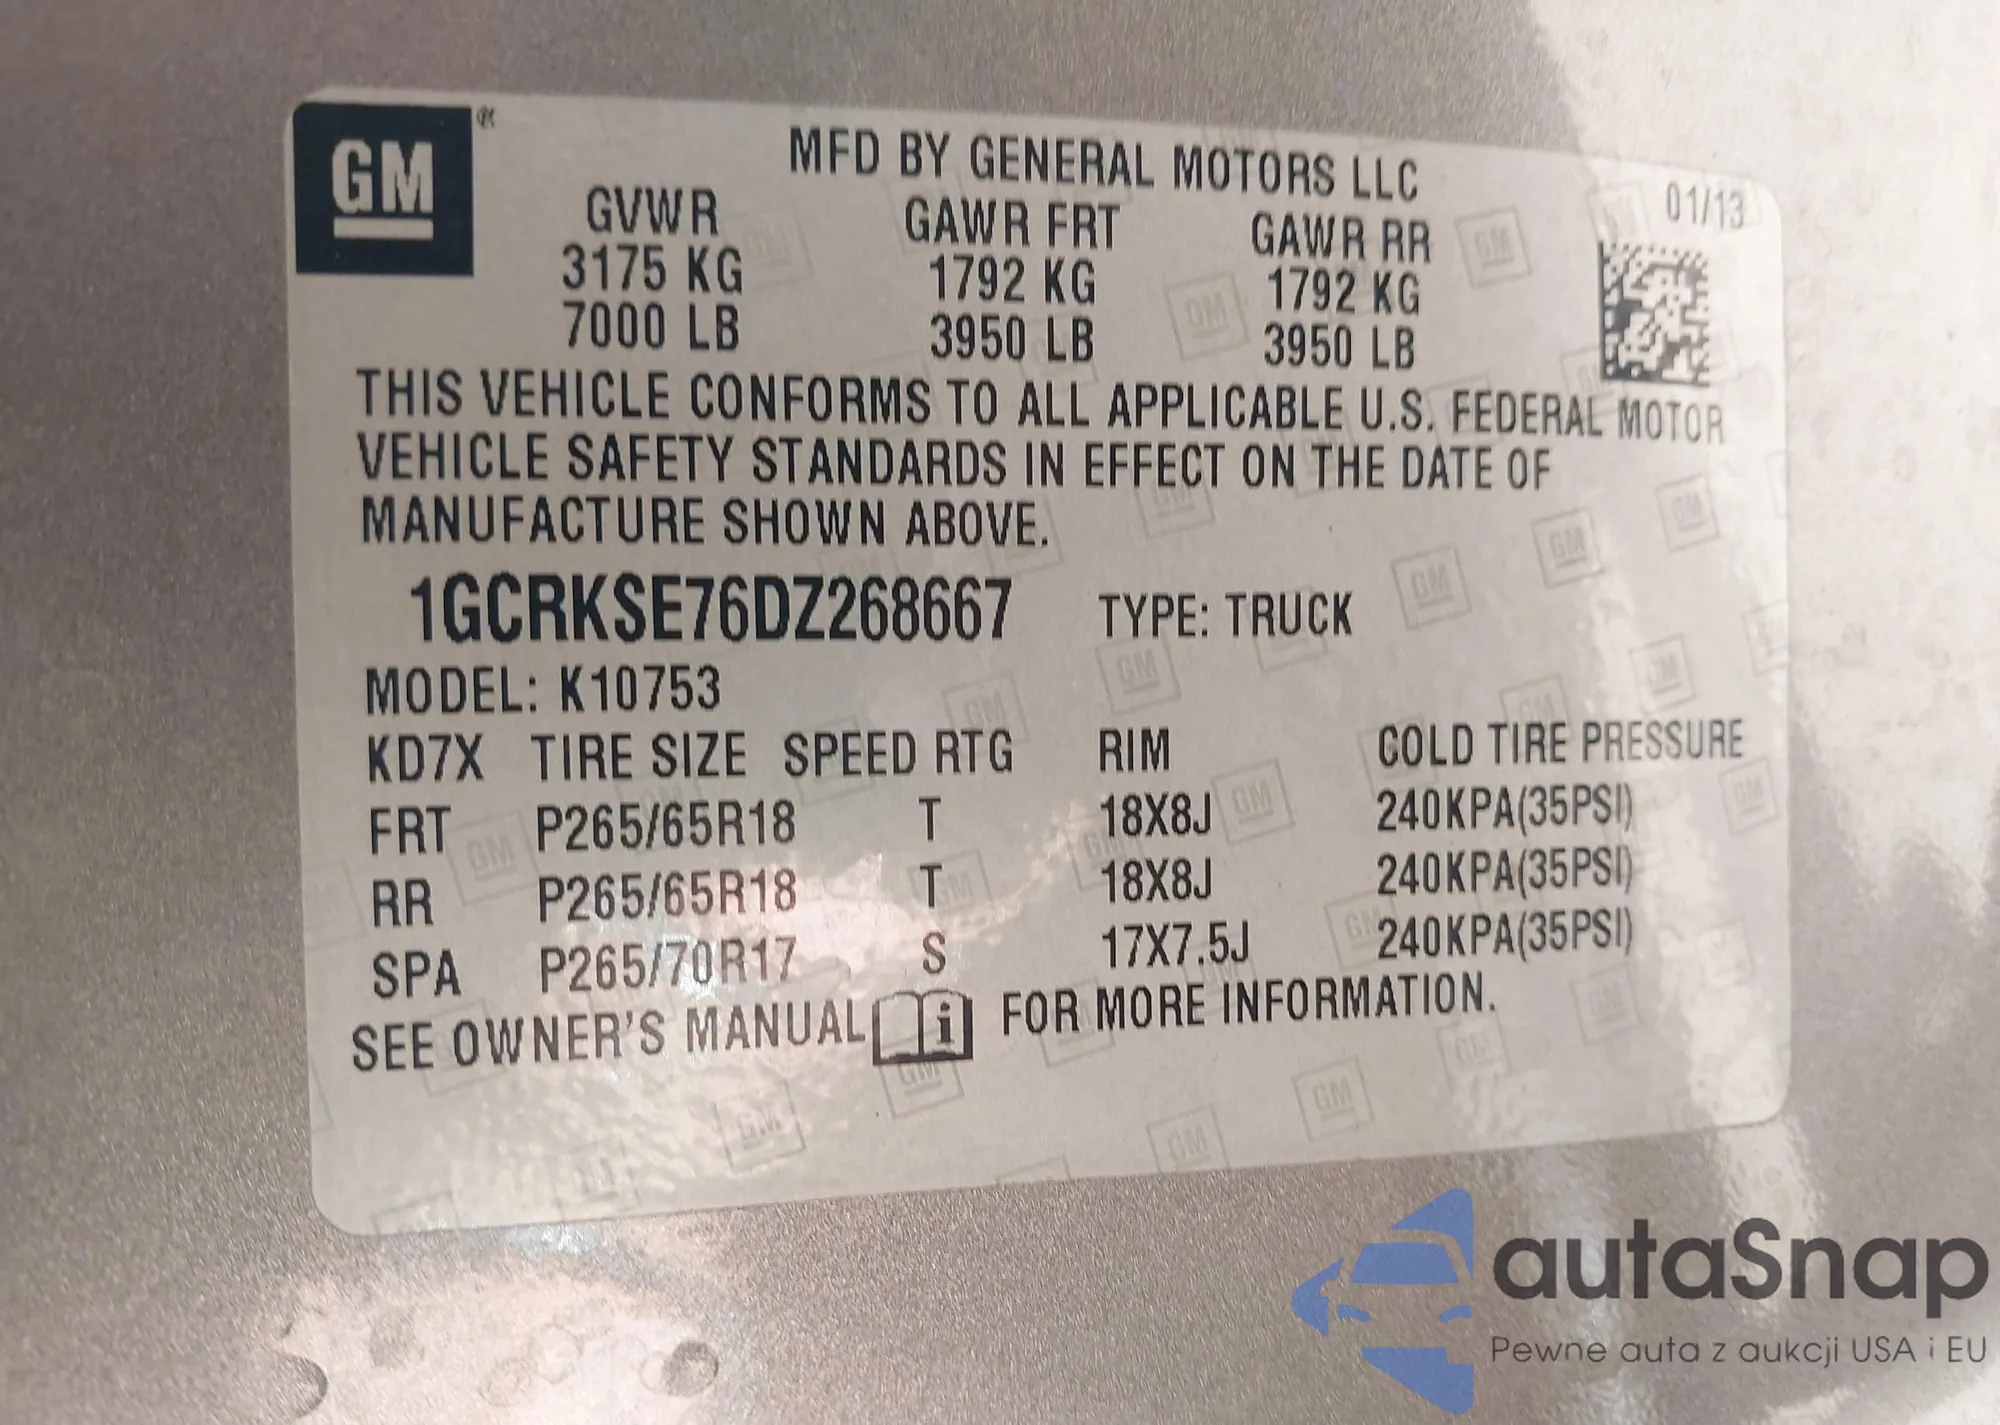 GM
MFD BY GENERAL MOTORS LLC
01/13
GVWR GAWR FRT GAWR RR
3175 KG 1792 KG 1792 KG
7000 LB 3950 LB 3950 LB
THIS VEHICLE CONFORMS TO ALL APPLICABLE U.S. FEDERAL MOTOR
VEHICLE SAFETY STANDARDS IN EFFECT ON THE DATE OF
MANUFACTURE SHOWN ABOVE.
1GCRKSE76DZ268667 TYPE: TRUCK
MODEL: K10753
KD7X TIRE SIZE SPEED RTG RIM COLD TIRE PRESSURE
FRT P265/65R18 T 18X8J 240KPA(35PSI)
RR P265/65R18 T 18X8J 240KPA(35PSI)
SPA P265/70R17 S 17X7.5J 240KPA(35PSI)
SEE OWNER'S MANUAL i FOR MORE INFORMATION.
autaSnap
Pewne auta z aukcji USA i EU